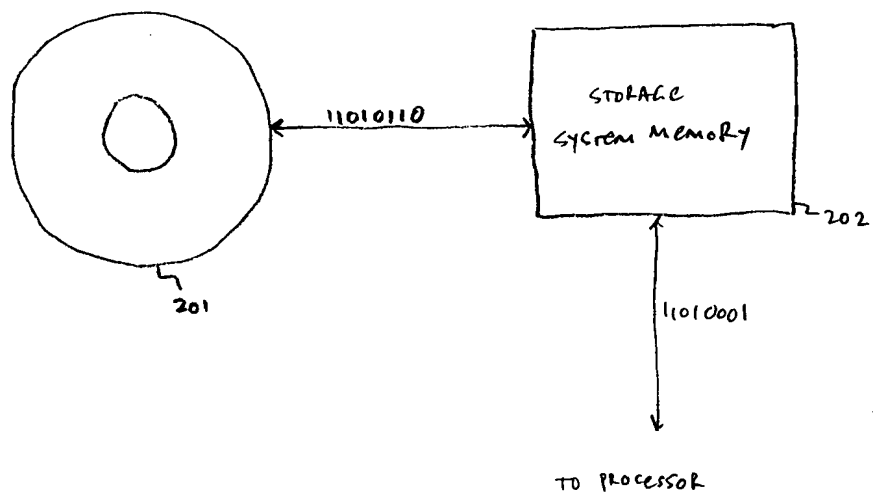 11010110
STORAGE
SYSTEM MEMORY
202
201
11010001
TO PROCESSOR